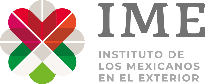 IME
INSTITUTO DE
LOS MEXICANOS
EN EL EXTERIOR